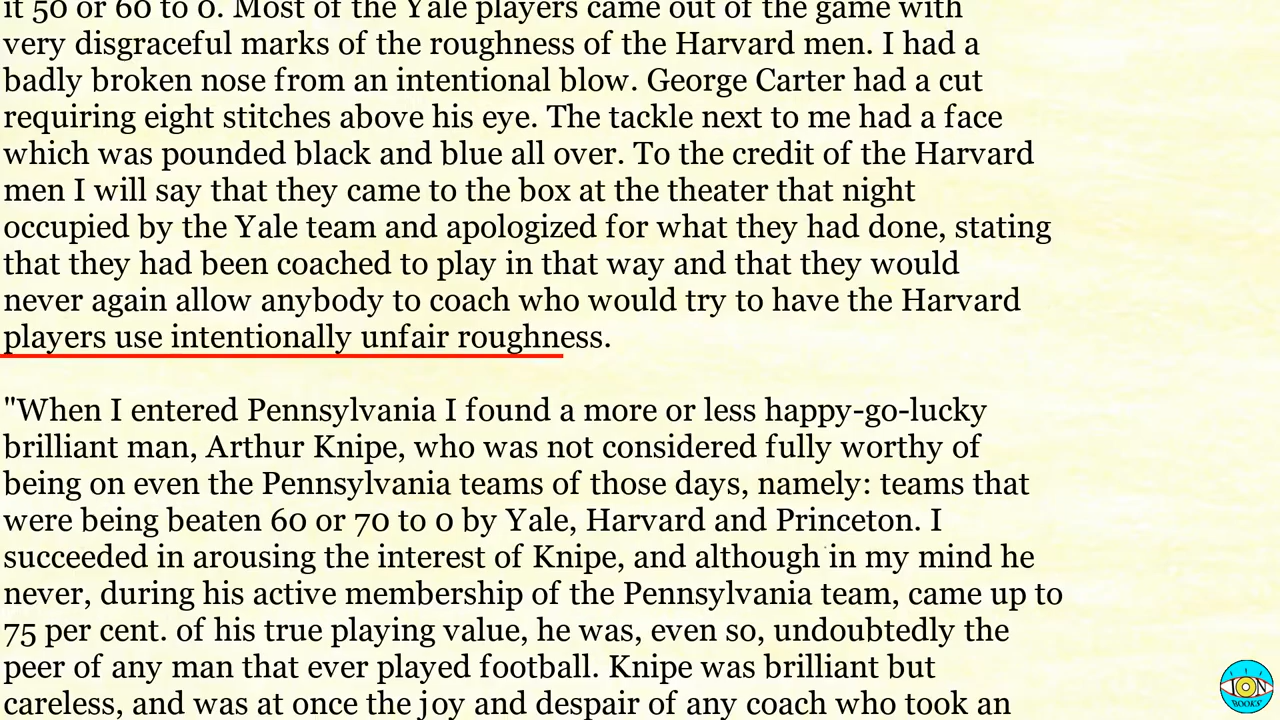 it 50 or 60 to 0. Most of the Yale players came out of the game with
very disgraceful marks of the roughness of the Harvard men. I had a
badly broken nose from an intentional blow. George Carter had a cut
requiring eight stitches above his eye. The tackle next to me had a face
which was pounded black and blue all over. To the credit of the Harvard
men I will say that they came to the box at the theater that night
occupied by the Yale team and apologized for what they had done, stating
that they had been coached to play in that way and that they would
never again allow anybody to coach who would try to have the Harvard
players use intentionally unfair roughness.
"When I entered Pennsylvania I found a more or less happy-go-lucky
brilliant man, Arthur Knipe, who was not considered fully worthy of
being on even the Pennsylvania teams of those days, namely: teams that
were being beaten 60 or 70 to 0 by Yale, Harvard and Princeton. I
succeeded in arousing the interest of Knipe, and although in my mind he
never, during his active membership of the Pennsylvania team, came up to
75 per cent. of his true playing value, he was, even so, undoubtedly the
peer of any man that ever played football. Knipe was brilliant but
careless, and was at once the joy and despair of any coach who took an
ION
BOOKS